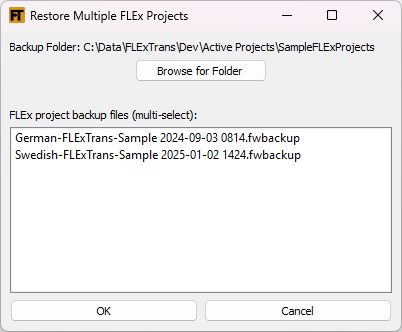 FT Restore Multiple FLEx Projects
Backup Folder: C:\Data\FLExTrans\Dev\Active Projects\SampleFLExProjects
Browse for Folder
FLEx project backup files (multi-select):
German-FLExTrans-Sample 2024-09-03 0814.fwbackup
Swedish-FLExTrans-Sample 2025-01-02 1424.fwbackup
OK Cancel